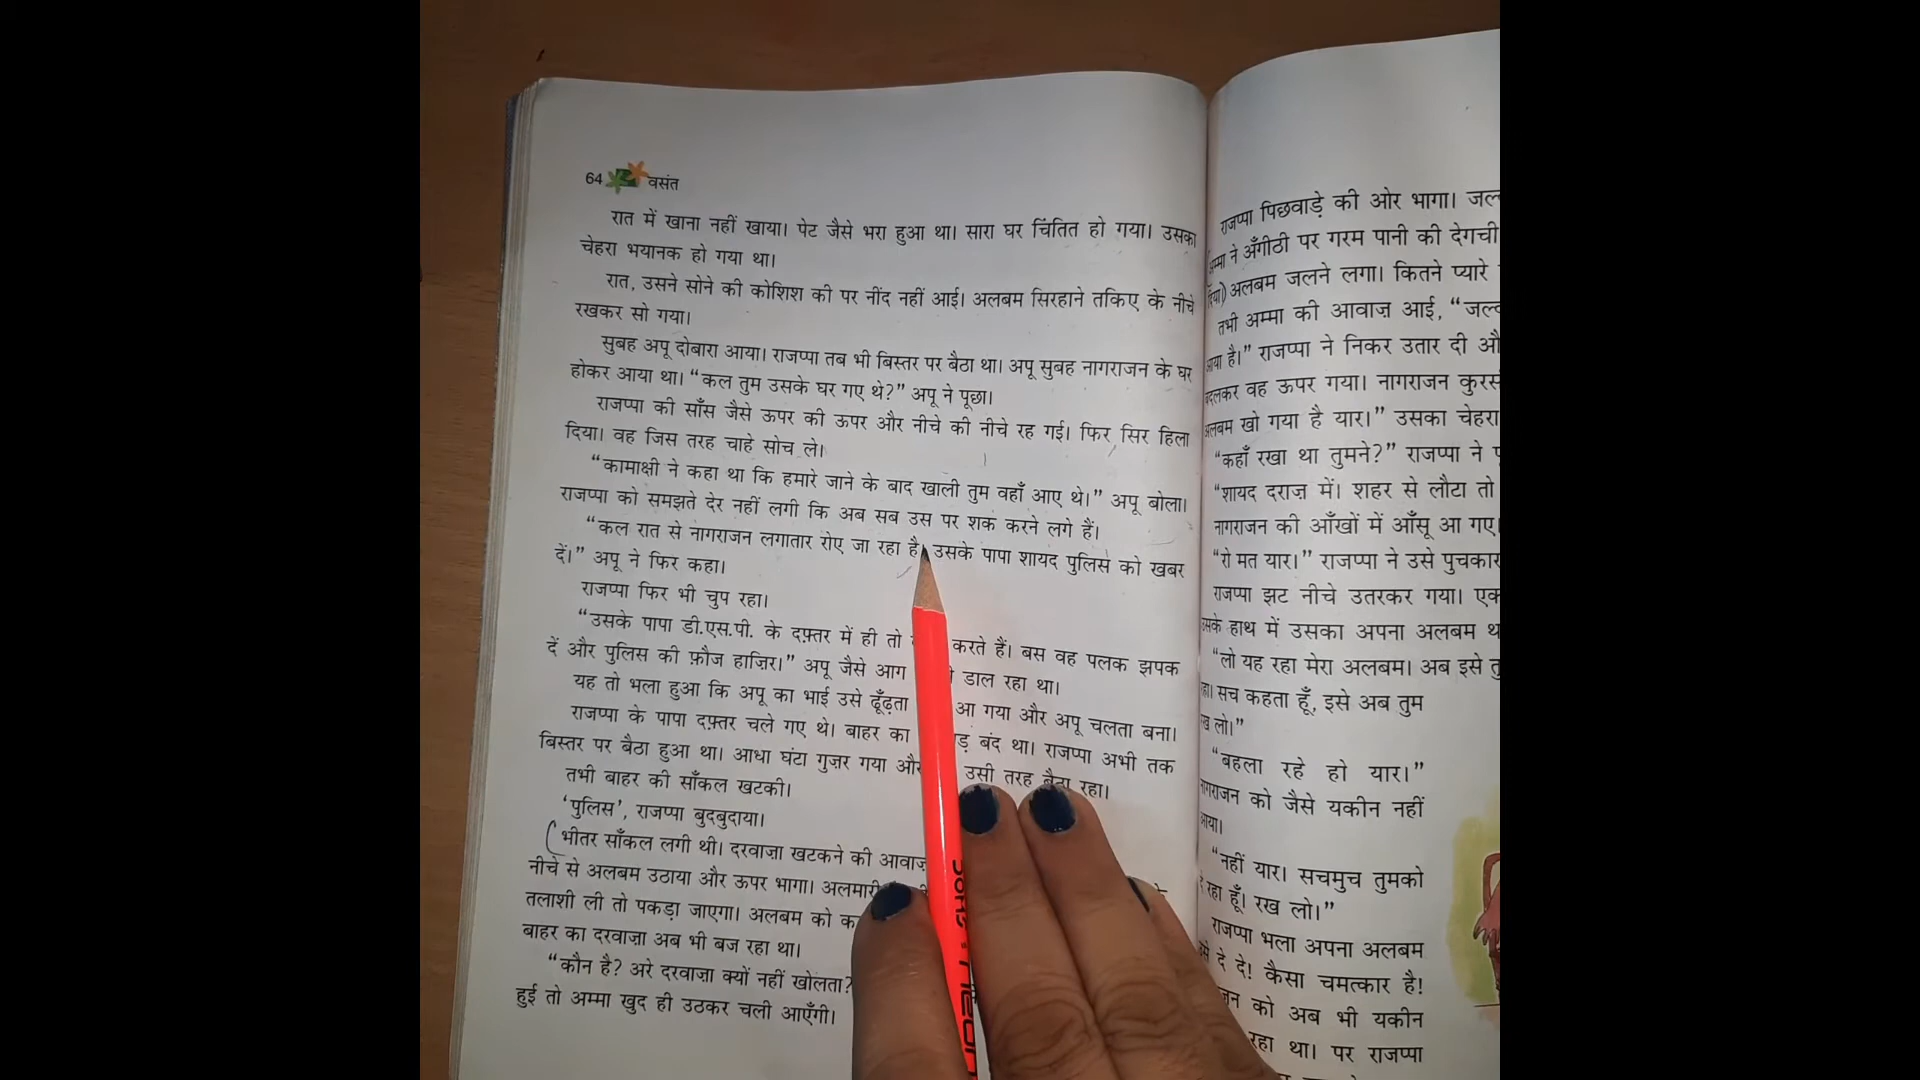 64 वसंत
रात में खाना नहीं खाया। पेट जैसे भरा हुआ था। सारा घर चिंतित हो गया। उसका
चेहरा भयानक हो गया था।
रात, उसने सोने की कोशिश की पर नींद नहीं आई। अलबम सिरहाने तकिए के नीचे
रखकर सो गया।
सुबह अपू दोबारा आया। राजप्पा तब भी बिस्तर पर बैठा था। अपू सुबह नागराजन के घर
होकर आया था। “कल तुम उसके घर गए थे?” अपू ने पूछा।
राजप्पा की साँस जैसे ऊपर की ऊपर और नीचे की नीचे रह गई। फिर सिर हिला
दिया। वह जिस तरह चाहे सोच ले।
“कामाक्षी ने कहा था कि हमारे जाने के बाद खाली तुम वहाँ आए थे।” अपू बोला।
राजप्पा को समझते देर नहीं लगी कि अब सब उस पर शक करने लगे हैं।
“कल रात से नागराजन लगातार रोए जा रहा है। उसके पापा शायद पुलिस को खबर
दें।” अपू ने फिर कहा।
राजप्पा फिर भी चुप रहा।
“उसके पापा डी.एस.पी. के दफ़्तर में ही तो करते हैं। बस वह पलक झपक
दें और पुलिस की फ़ौज हाज़िर।” अपू जैसे आग डाल रहा था।
यह तो भला हुआ कि अपू का भाई उसे ढूँढ़ता आ गया और अपू चलता बना।
राजप्पा के पापा दफ़्तर चले गए थे। बाहर का बंद था। राजप्पा अभी तक
बिस्तर पर बैठा हुआ था। आधा घंटा गुज़र गया और उसी तरह बैठा रहा।
तभी बाहर की साँकल खटकी।
‘पुलिस’, राजप्पा बुदबुदाया।
भीतर साँकल लगी थी। दरवाज़ा खटकने की
नीचे से अलबम उठाया और ऊपर भागा।
तलाशी ली तो पकड़ा जाएगा। अलबम को
बाहर का दरवाज़ा अब भी बज रहा था।
“कौन है? अरे दरवाज़ा क्यों नहीं खोलता?
हुई तो अम्मा खुद ही उठकर चली आएँगी।
राजप्पा पिछवाड़े की ओर भागा।
अम्मा ने अँगीठी पर गरम पानी की देगची
अलबम जलने लगा। कितने प्यारे
तभी अम्मा की आवाज़ आई,
आया है।” राजप्पा ने निकर उतार दी
बदलकर वह ऊपर गया। नागराजन
अलबम खो गया है यार।” उसका चेहरा
“कहाँ रखा था तुमने?” राजप्पा ने
“शायद दराज़ में। शहर से लौटा तो
नागराजन की आँखों में आँसू आ गए।
“रो मत यार।” राजप्पा ने उसे
राजप्पा झट नीचे उतरकर गया।
उसके हाथ में उसका अपना अलबम
“लो यह रहा मेरा अलबम। अब इसे
सच कहता हूँ, इसे अब तुम
लो।”
“बहला रहे हो यार।”
नागराजन को जैसे यकीन नहीं
आया।
“नहीं यार। सचमुच तुमको
रहा हूँ। रख लो।”
राजप्पा भला अपना अलबम
दे दे! कैसा चमत्कार है!
को अब भी यकीन
रहा था। पर राजप्पा